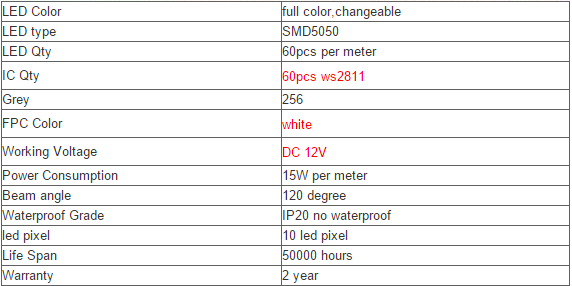 LED Color full color,changeable
LED type SMD5050
LED Qty 60pcs per meter
IC Qty 60pcs ws2811
Grey 256
FPC Color white
Working Voltage DC 12V
Power Consumption 15W per meter
Beam angle 120 degree
Waterproof Grade IP20 no waterproof
led pixel 10 led pixel
Life Span 50000 hours
Warranty 2 year